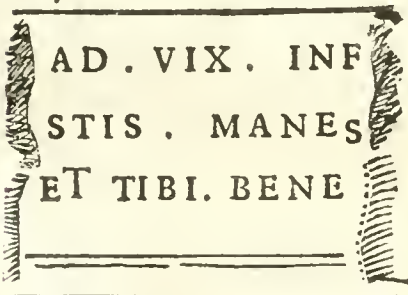 AD . VIX . INF
STIS . MANES
ET TIBI. BENE